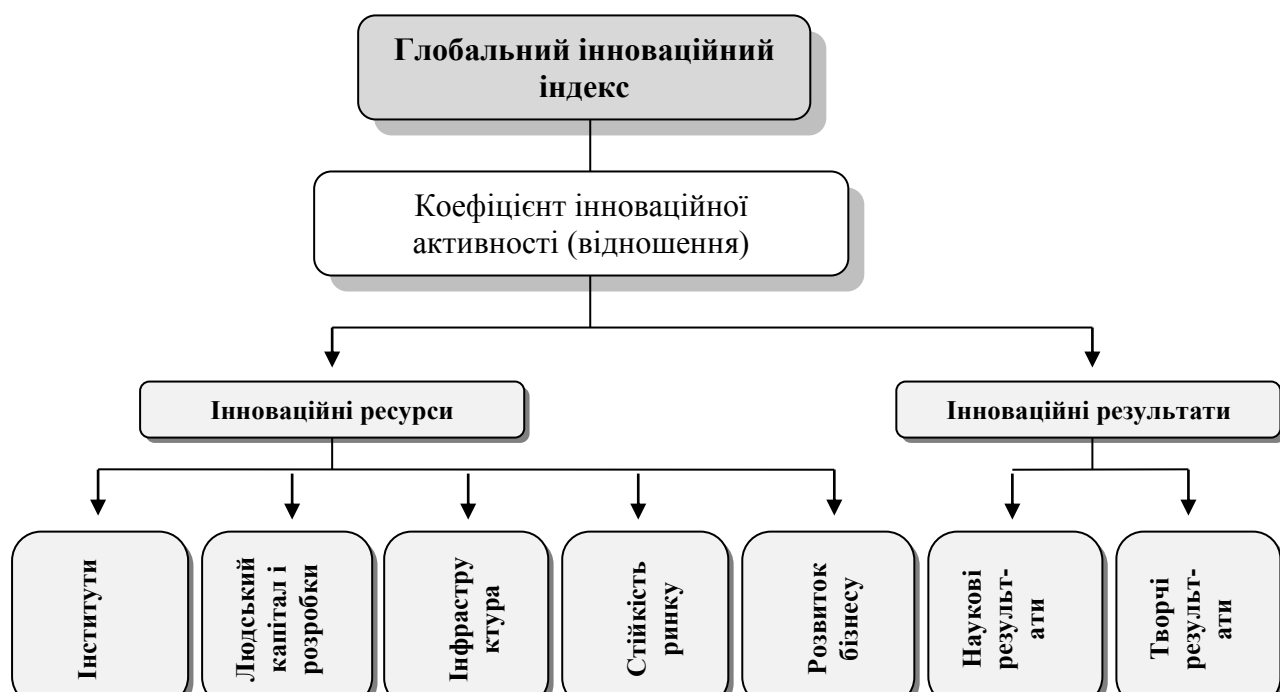 Глобальний інноваційний
індекс
Коефіцієнт інноваційної
активності (відношення)
Інноваційні ресурси
Інноваційні результати
Інститути
Людський
капітал і
розробки
Інфрастру
ктура
Стійкість
ринку
Розвиток
бізнесу
Наукові
результ-
ати
Творчі
результ-
ати